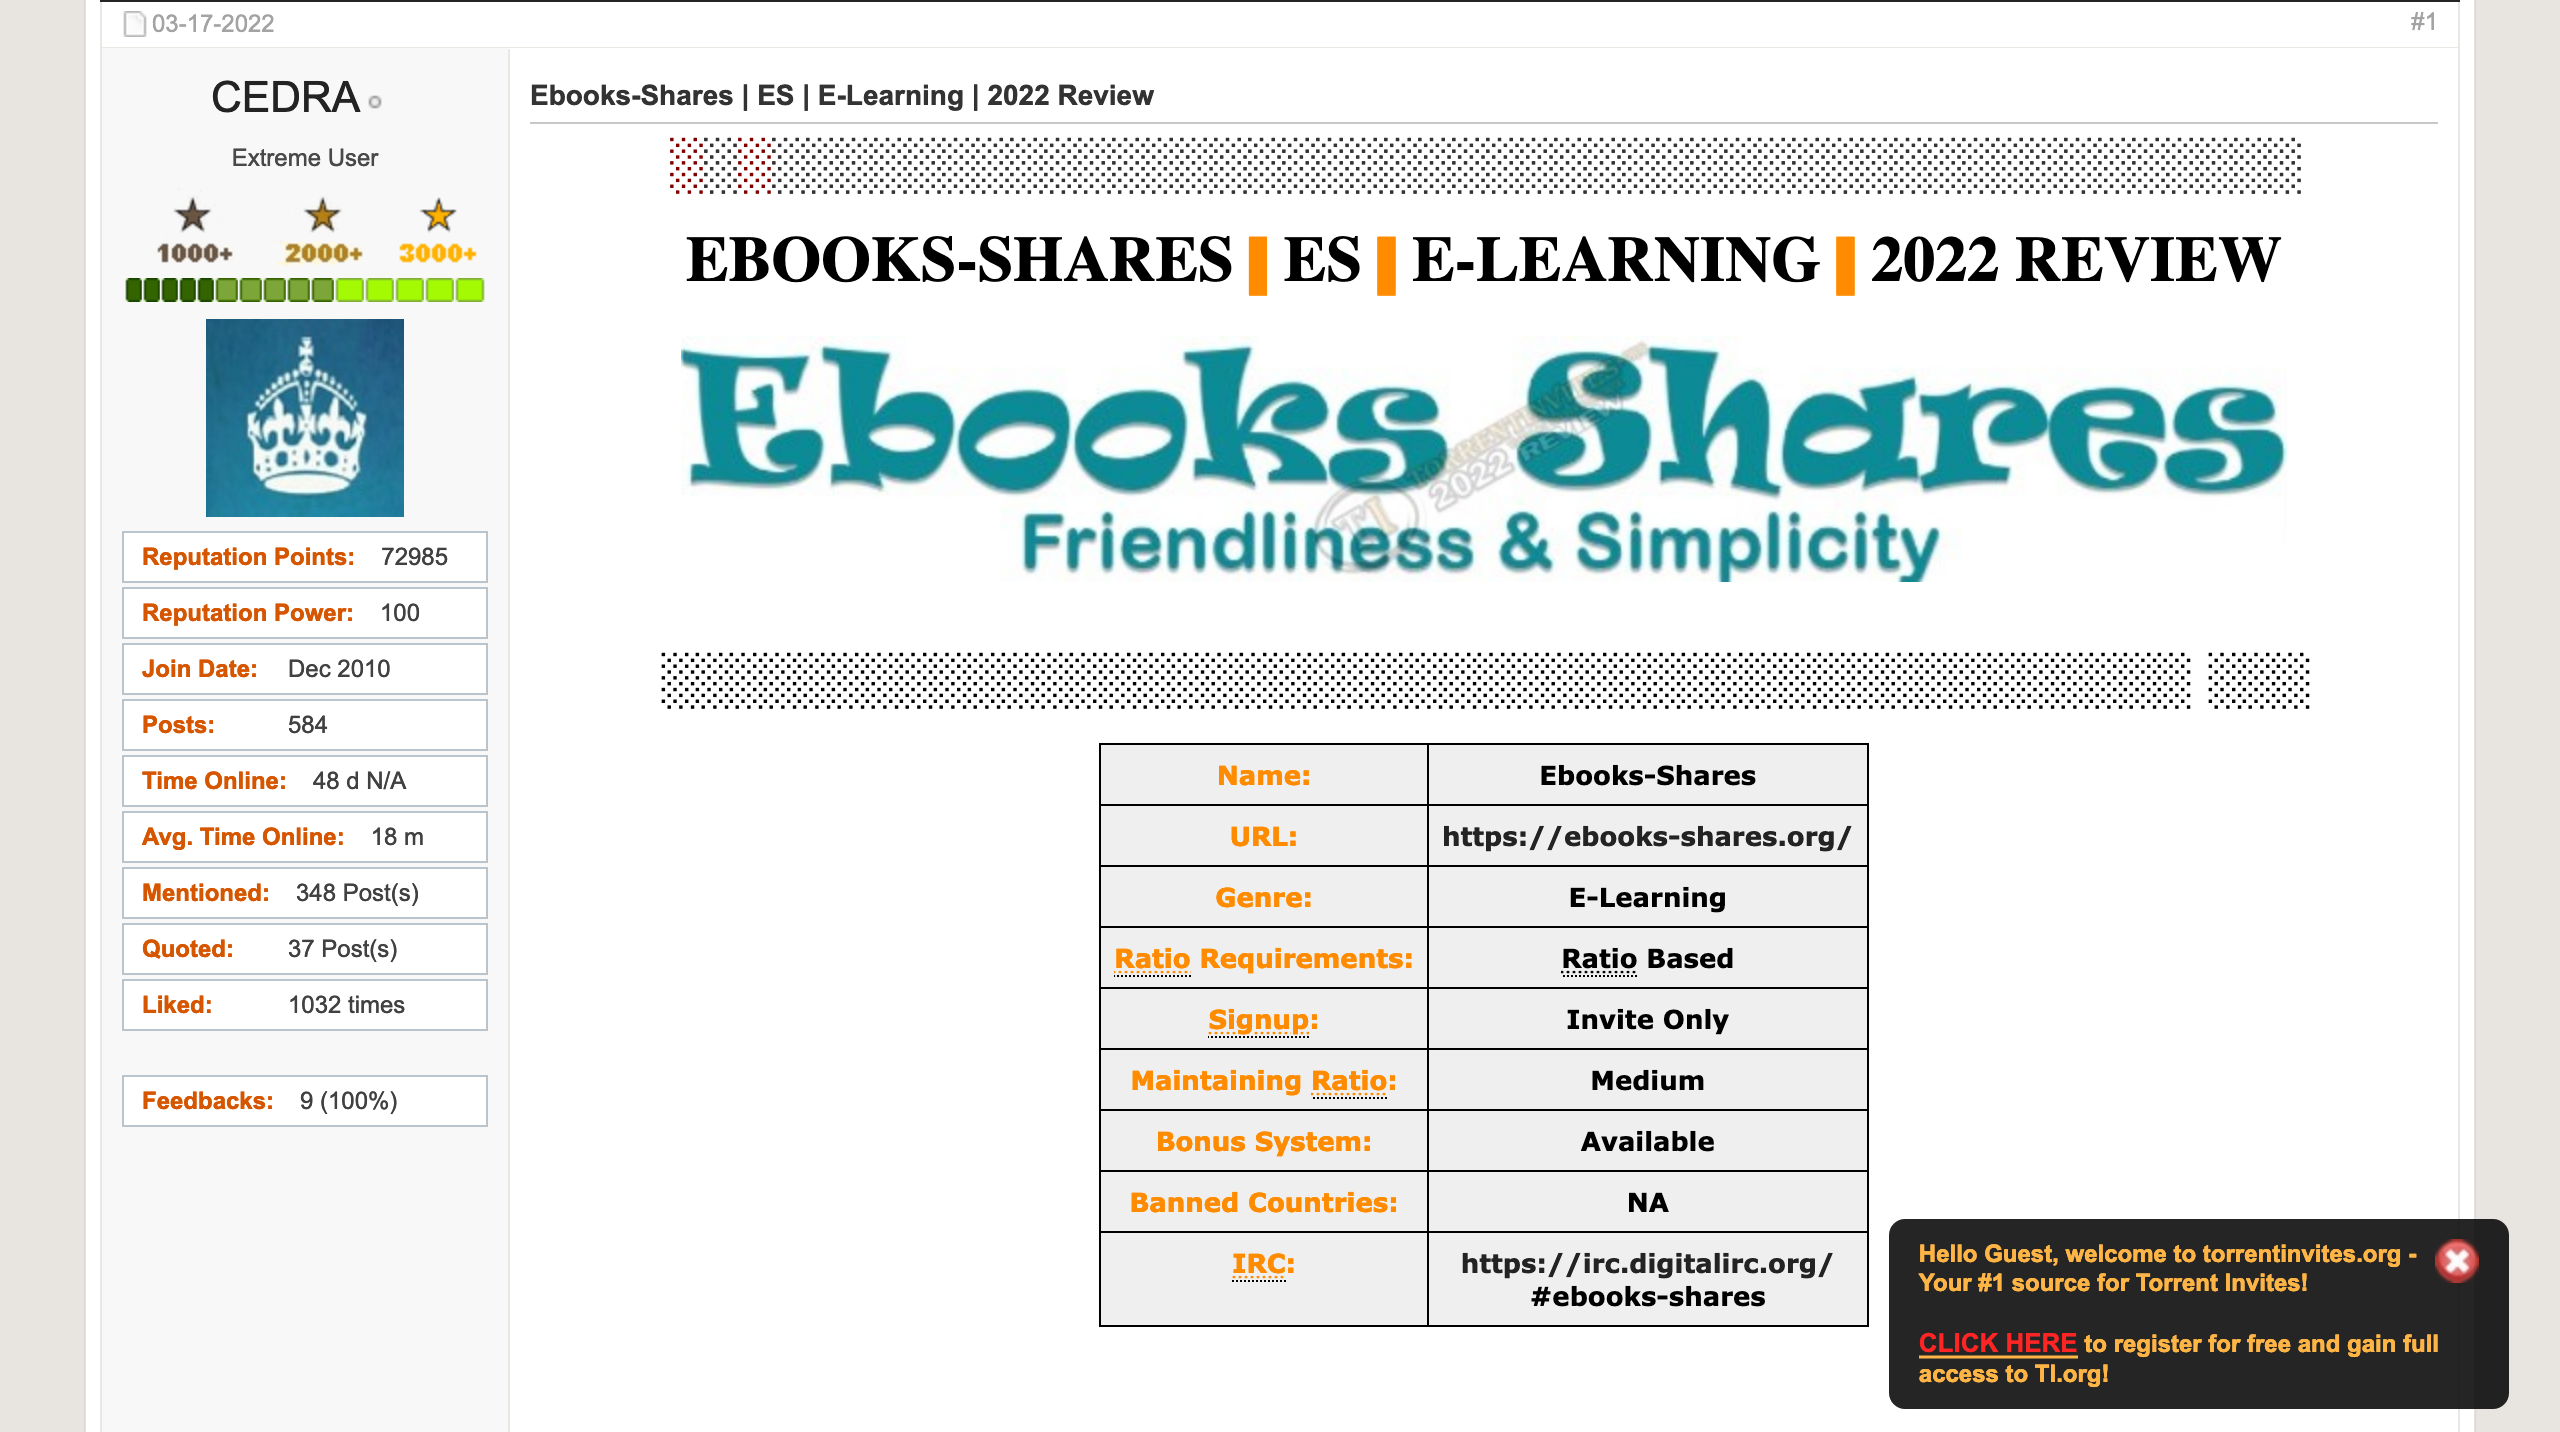 03-17-2022
#1
CEDRA
Extreme User
1000+ 2000+ 3000+
Reputation Points: 72985
Reputation Power: 100
Join Date: Dec 2010
Posts: 584
Time Online: 48 d N/A
Avg. Time Online: 18 m
Mentioned: 348 Post(s)
Quoted: 37 Post(s)
Liked: 1032 times
Feedbacks: 9 (100%)
Ebooks-Shares | ES | E-Learning | 2022 Review
EBOOKS-SHARES | ES | E-LEARNING | 2022 REVIEW
Ebooks Shares
TORRENTINVITES
2022 REVIEW
TI
Friendliness & Simplicity
Name: Ebooks-Shares
URL: https://ebooks-shares.org/
Genre: E-Learning
Ratio Requirements: Ratio Based
Signup: Invite Only
Maintaining Ratio: Medium
Bonus System: Available
Banned Countries: NA
IRC: https://irc.digitalirc.org/
#ebooks-shares
Hello Guest, welcome to torrentinvites.org -
Your #1 source for Torrent Invites!
CLICK HERE to register for free and gain full
access to TI.org!